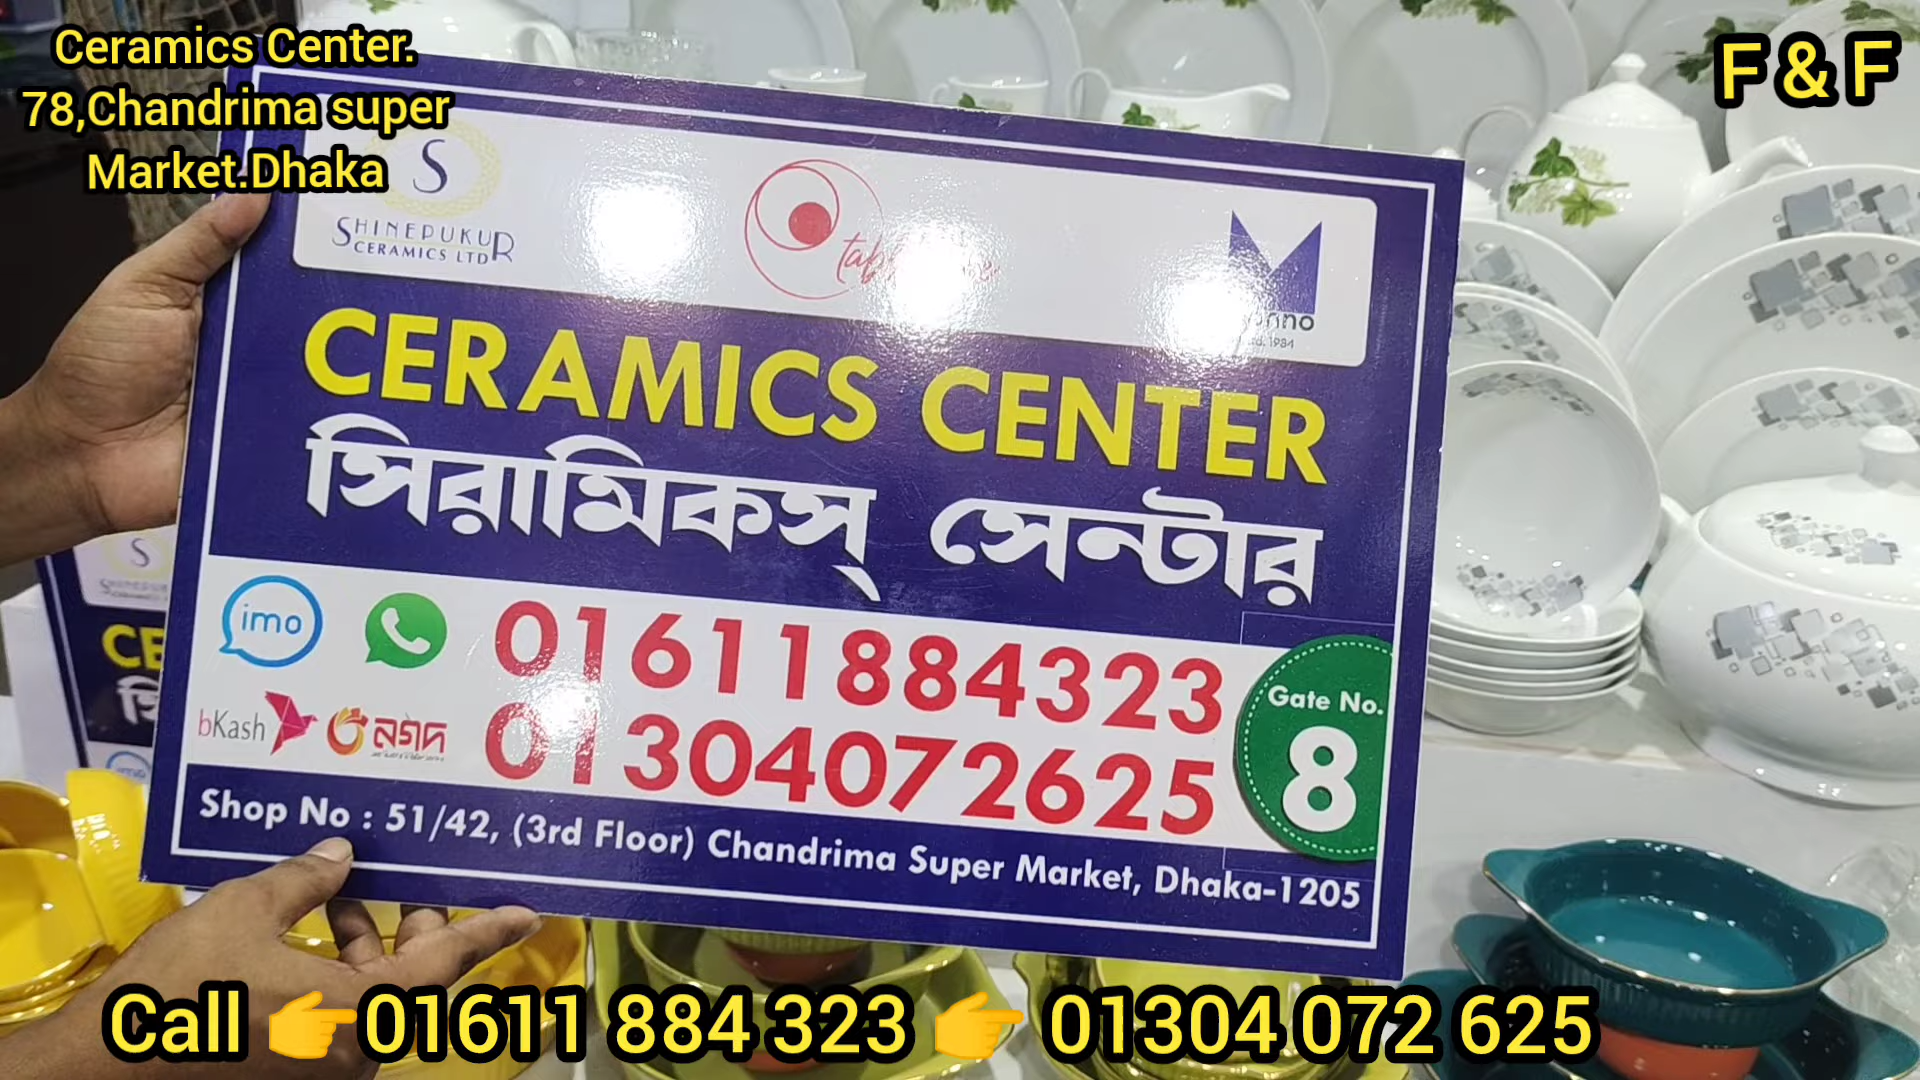 Ceramics Center.
78,Chandrima super
Market.Dhaka
F & F
S
SHINEPUKUR
CERAMICS LTD
CERAMICS CENTER
সিরামিকস্ সেন্টার
imo
01611884323
bKash
নগদ
01304072625
Gate No.
8
Shop No : 51/42, (3rd Floor) Chandrima Super Market, Dhaka-1205
Call 👉01611 884 323 👉 01304 072 625